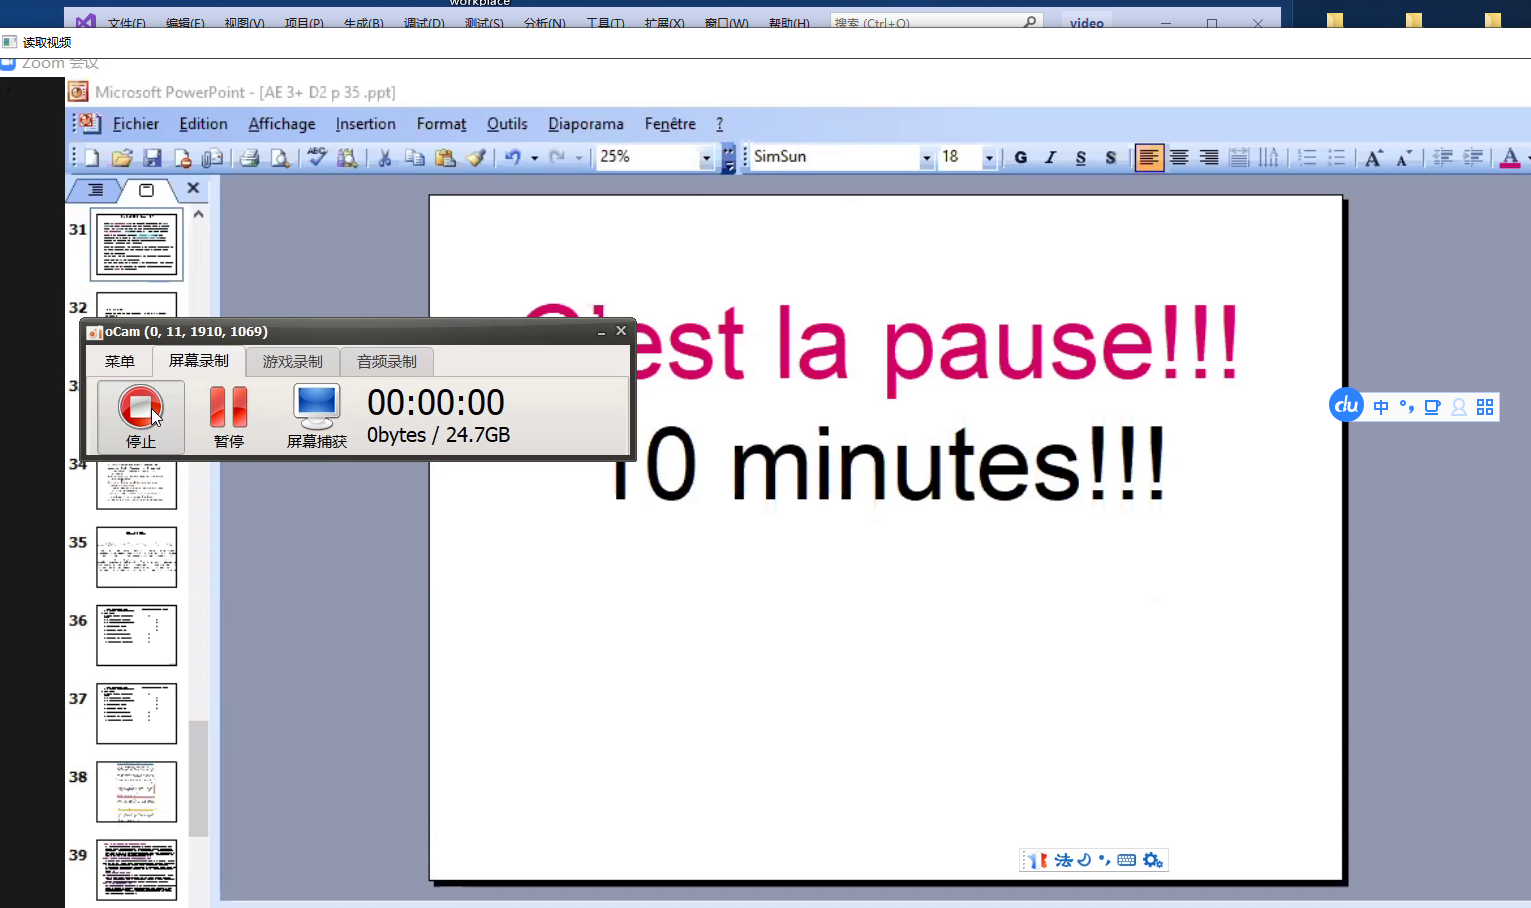 workplace
文件(F) 编辑(E) 视图(V) 项目(P) 生成(B) 调试(D) 测试(S) 分析(N) 工具(T) 扩展(X) 窗口(W) 帮助(H) 搜索 (Ctrl+Q) video
读取视频
Zoom 会议
Microsoft PowerPoint - [AE 3+ D2 p 35 .ppt]
Fichier Edition Affichage Insertion Format Outils Diaporama Fenêtre ?
25% SimSun 18 G I S S A A A
31
32
oCam (0, 11, 1910, 1069)
菜单 屏幕录制 游戏录制 音频录制
00:00:00
0bytes / 24.7GB
停止 暂停 屏幕捕获
C'est la pause!!!
10 minutes!!!
du 中
34
35
36
37
38
39
法